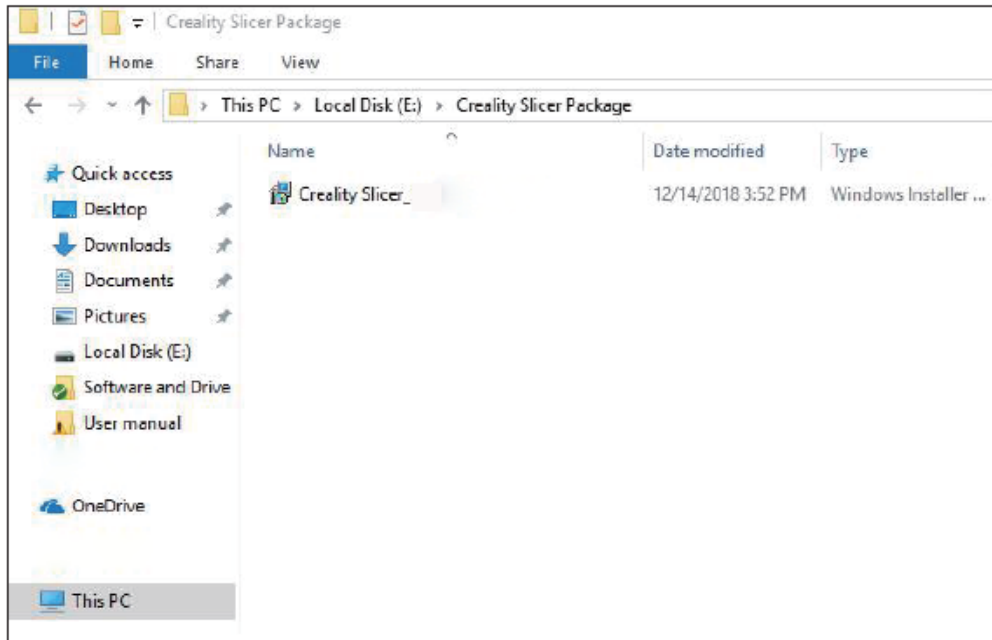 Creality Slicer Package
File Home Share View
This PC > Local Disk (E:) > Creality Slicer Package
Name Date modified Type
Quick access
Creality Slicer_ 12/14/2018 3:52 PM Windows Installer ...
Desktop
Downloads
Documents
Pictures
Local Disk (E:)
Software and Drive
User manual
OneDrive
This PC